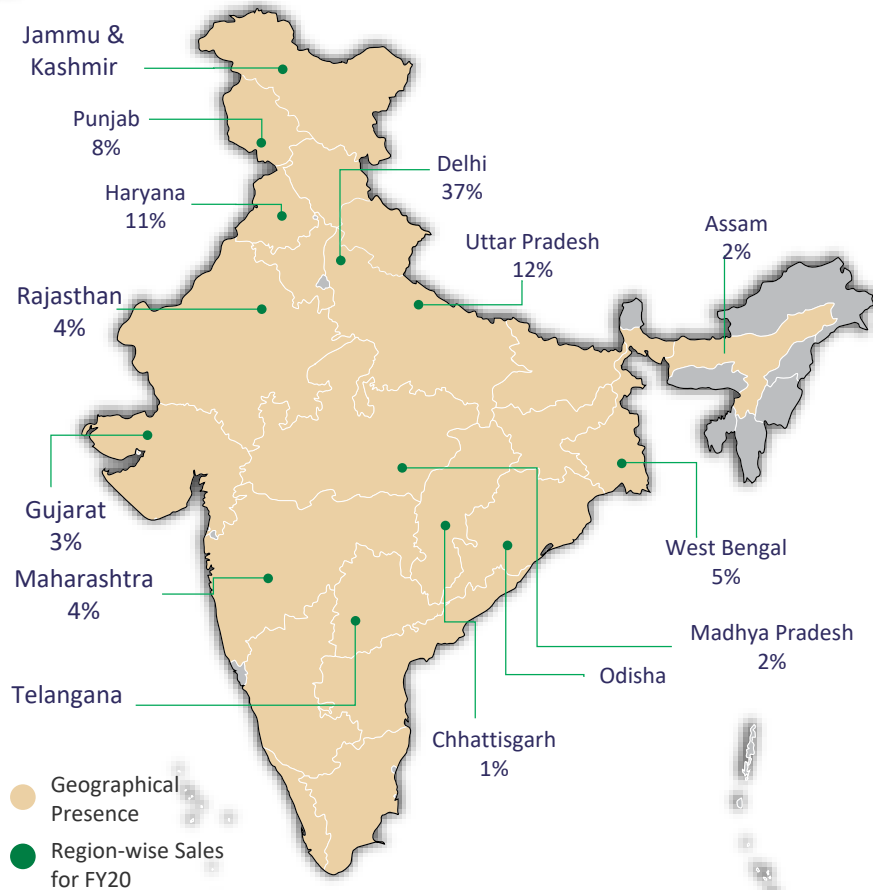 Jammu &
Kashmir
Punjab
8%
Delhi
37%
Haryana
11%
Assam
2%
Uttar Pradesh
12%
Rajasthan
4%
Gujarat
3%
West Bengal
5%
Maharashtra
4%
Madhya Pradesh
2%
Odisha
Telangana
Chhattisgarh
1%
Geographical
Presence
Region-wise Sales
for FY20